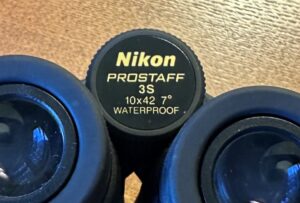 Nikon
PROSTAFF
3S
10x42 7°
WATERPROOF